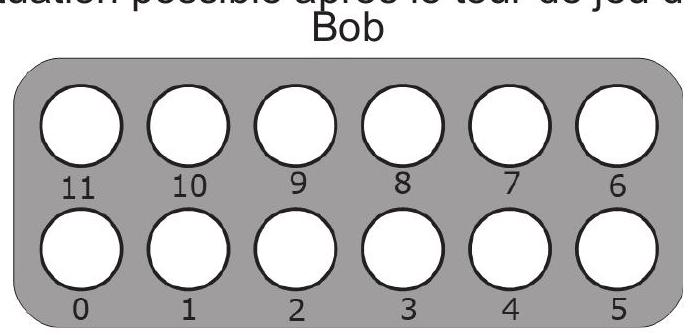 possible après le tour de jeu
Bob
11 10 9 8 7 6
0 1 2 3 4 5